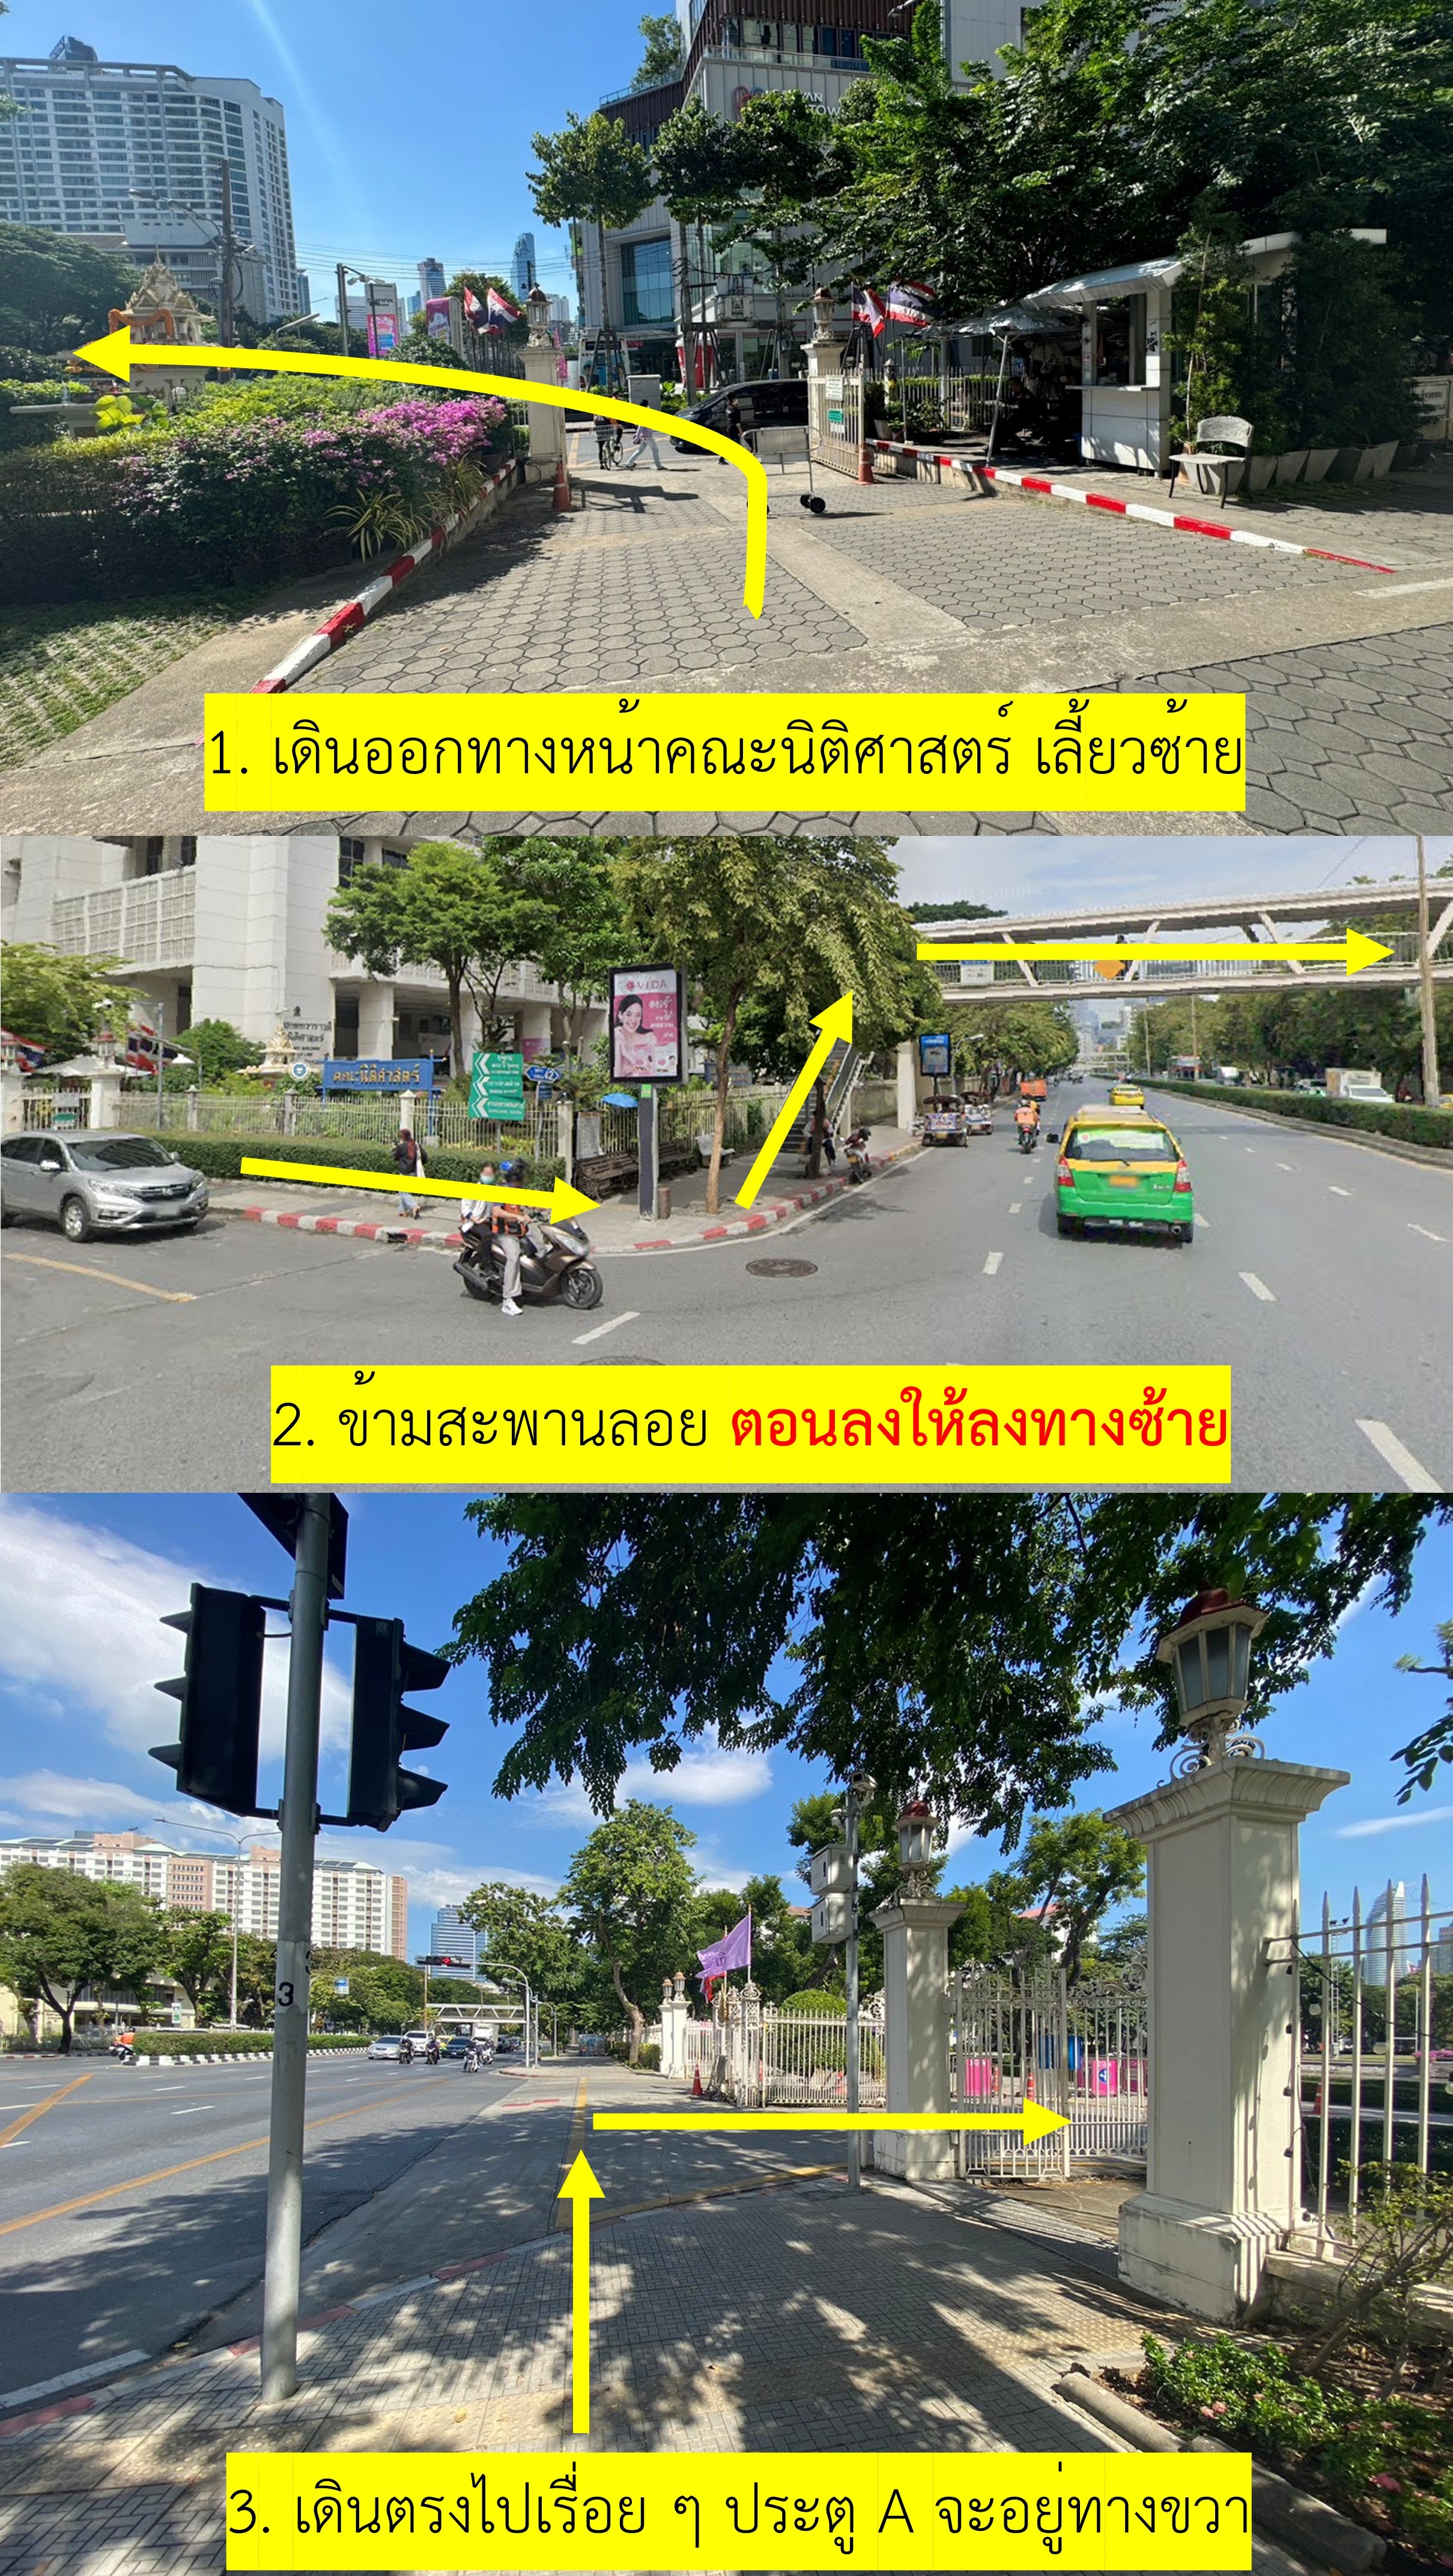 1. เดินออกทางหน้าคณะนิติศาสตร์ เลี้ยวซ้าย
VEDA
คณะนิติศาสตร์
2. ข้ามสะพานลอย ตอนลงให้ลงทางซ้าย
3
3. เดินตรงไปเรื่อย ๆ ประตู A จะอยู่ทางขวา